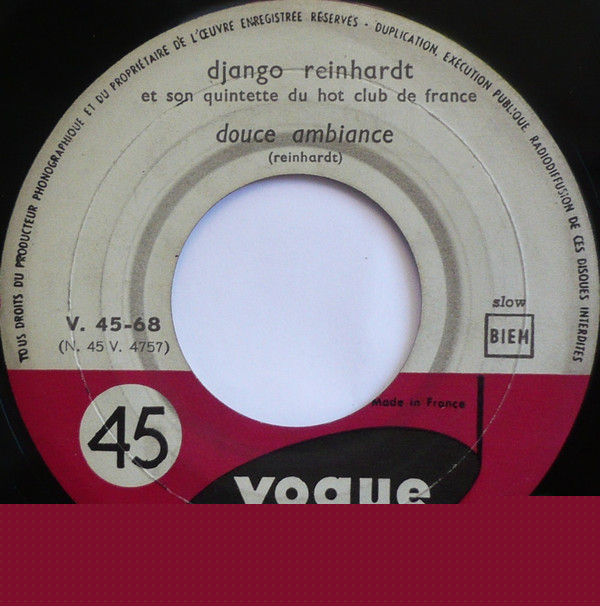 TOUS DROITS DU PRODUCTEUR PHONOGRAPHIQUE ET DU PROPRIÉTAIRE DE L'ŒUVRE ENREGISTRÉE RÉSERVÉS - DUPLICATION, EXÉCUTION PUBLIQUE, RADIODIFFUSION DE CES DISQUES INTERDITES
django reinhardt
et son quintette du hot club de france
douce ambiance
(reinhardt)
slow
V. 45-68
BIEM
(N. 45 V. 4757)
Made in France
45
vogue